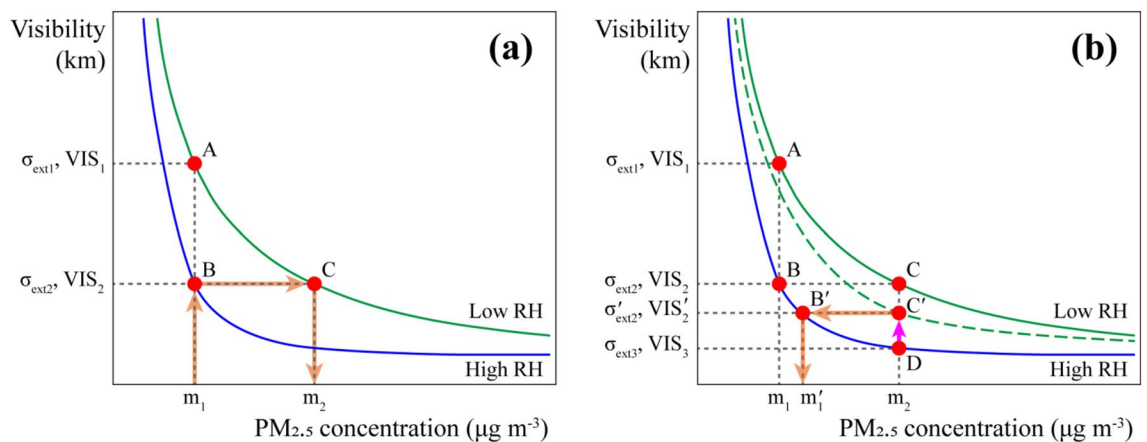 Visibility
(km)
(a)
A
σext1, VIS1
B
C
σext2, VIS2
Low RH
High RH
m1
m2
PM2.5 concentration (μg m-3)
Visibility
(km)
(b)
A
σext1, VIS1
B
C
σext2, VIS2
B′
C′
σ′ext2, VIS′2
Low RH
σext3, VIS3
D
High RH
m1
m′1
m2
PM2.5 concentration (μg m-3)